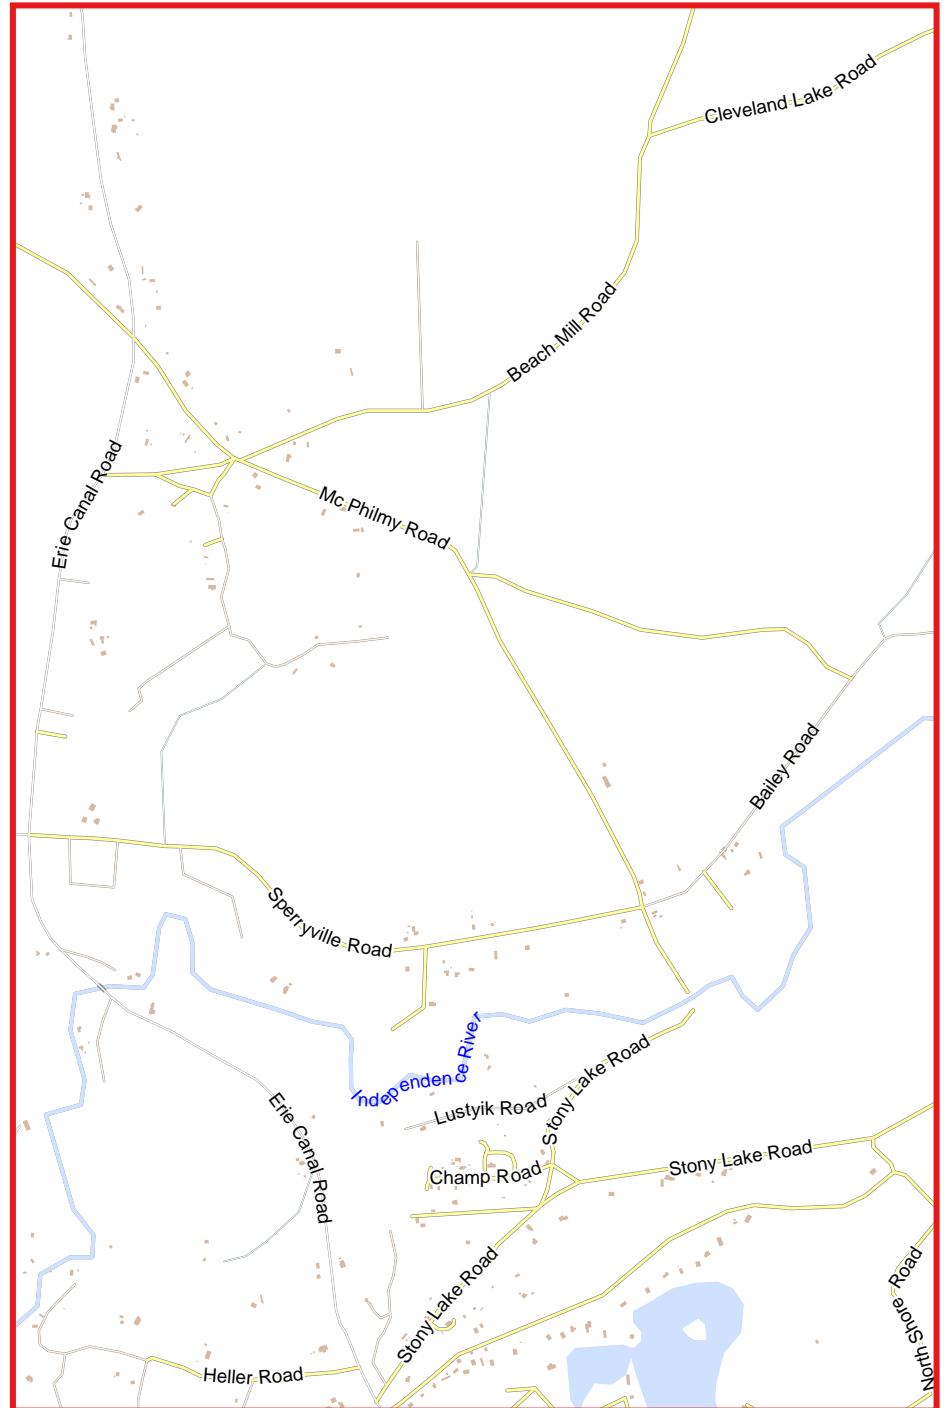 Cleveland Lake Road
Beach Mill Road
Erie Canal Road
Mc Philmy Road
Bailey Road
Sperryville Road
Independence River
Stony Lake Road
Lustyik Road
Erie Canal Road
Stony Lake Road
Champ Road
Stony Lake Road
North Shore Road
Heller Road